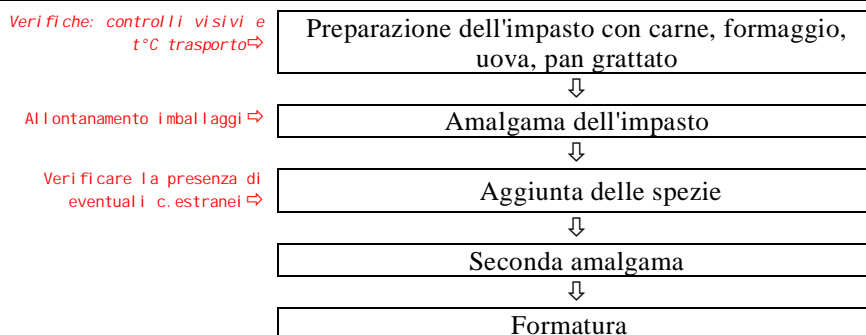 Verifiche: controlli visivi e
t°C trasporto⇨
Preparazione dell'impasto con carne, formaggio,
uova, pan grattato
⇩
Allontanamento imballaggi⇨
Amalgama dell'impasto
⇩
Verificare la presenza di
eventuali c.estranei⇨
Aggiunta delle spezie
⇩
Seconda amalgama
⇩
Formatura